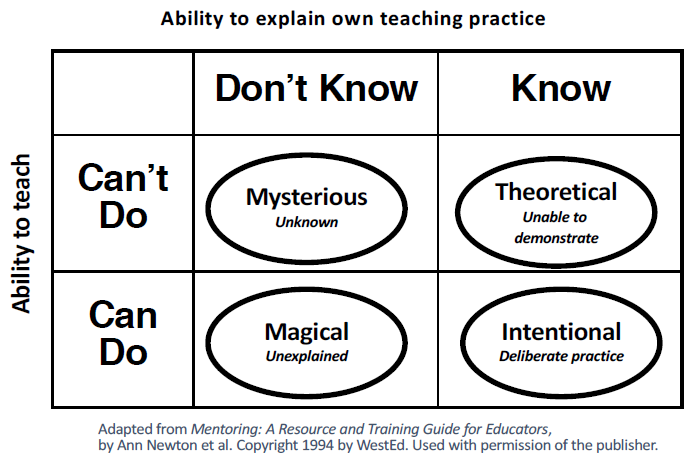 Ability to explain own teaching practice
Don't Know
Know
Ability to teach
Can't
Do
Mysterious
Unknown
Theoretical
Unable to
demonstrate
Can
Do
Magical
Unexplained
Intentional
Deliberate practice
Adapted from Mentoring: A Resource and Training Guide for Educators,
by Ann Newton et al. Copyright 1994 by WestEd. Used with permission of the publisher.